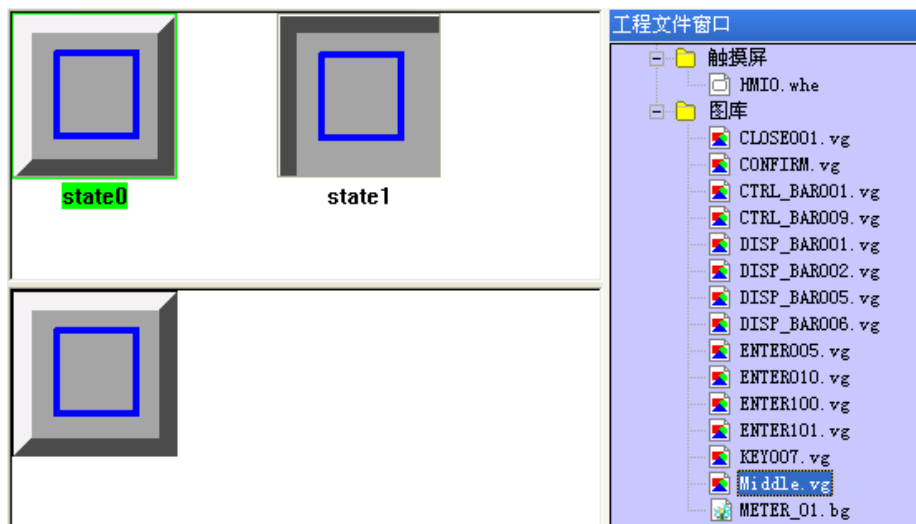 state0
state1
工程文件窗口
触摸屏
HMI0.whe
图库
CLOSE001.vg
CONFIRM.vg
CTRL_BAR001.vg
CTRL_BAR009.vg
DISP_BAR001.vg
DISP_BAR002.vg
DISP_BAR005.vg
DISP_BAR006.vg
ENTER005.vg
ENTER010.vg
ENTER100.vg
ENTER101.vg
KEY007.vg
Middle.vg
METER_01.bg